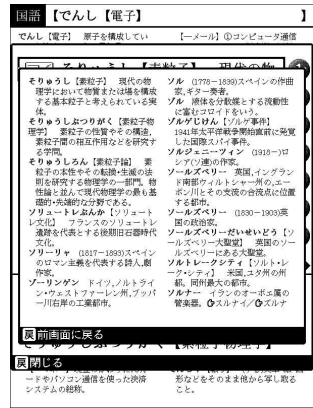 国語 【でんし【電子】 】
でんし【電子】 原子を構成してい
【―メール】①コンピュータ通信
そりゅうし【素粒子】 現代の物
理学において物質または場を構成
する基本粒子と考えられている実
体。
そりゅうしぶつりがく【素粒子物
理学】 素粒子の性質やその構造、
素粒子間の相互作用などを研究す
る学問。
そりゅうしろん【素粒子論】 素
粒子の本性やその転換・生滅の法
則を研究する物理学の一部門。物
性論と並んで現代物理学の最も基
礎的・先端的な分野である。
ソリュートレぶんか【ソリュート
レ文化】 フランスのソリュートレ
遺跡を代表とする後期旧石器時代
文化。
ソリーリャ (1817−1893)スペイン
のロマン主義を代表する詩人、劇
作家。
ゾーリンゲン ドイツ、ノルトライ
ン・ウェストファーレン州、デュッセ
川右岸の工業都市。
ソル (1778−1839)スペインの作曲
家、ギター奏者。
ゾル 液体を分散媒とする流動性
に富むコロイドをいう。
ゾルゲじけん【ゾルゲ事件】
1941年太平洋戦争開始直前に発覚
した国際スパイ事件。
ソルジェニーツィン (1918−)ロ
シア(ソ連)の作家。
ソールズベリー 英国、イングラン
ド南部ウィルトシャー州の、エー
ボン川とその支流の合流点に位置
する都市。
ソールズベリー (1830−1903)英
国の政治家。
ソールズベリーだいせいどう【ソ
ールズベリー大聖堂】 英国のソー
ルズベリーにある大聖堂。
ソルトレークシティ【ソルト・レ
ーク・シティ】 米国、ユタ州の州
都。同州最大の都市。
ソルナー イランのオーボエ属の
管楽器。
戻前画面に戻る
戻閉じる
ードやパソコン通信を使った決済
システムの総称。
形などをそのまま他から写し取る
こと。